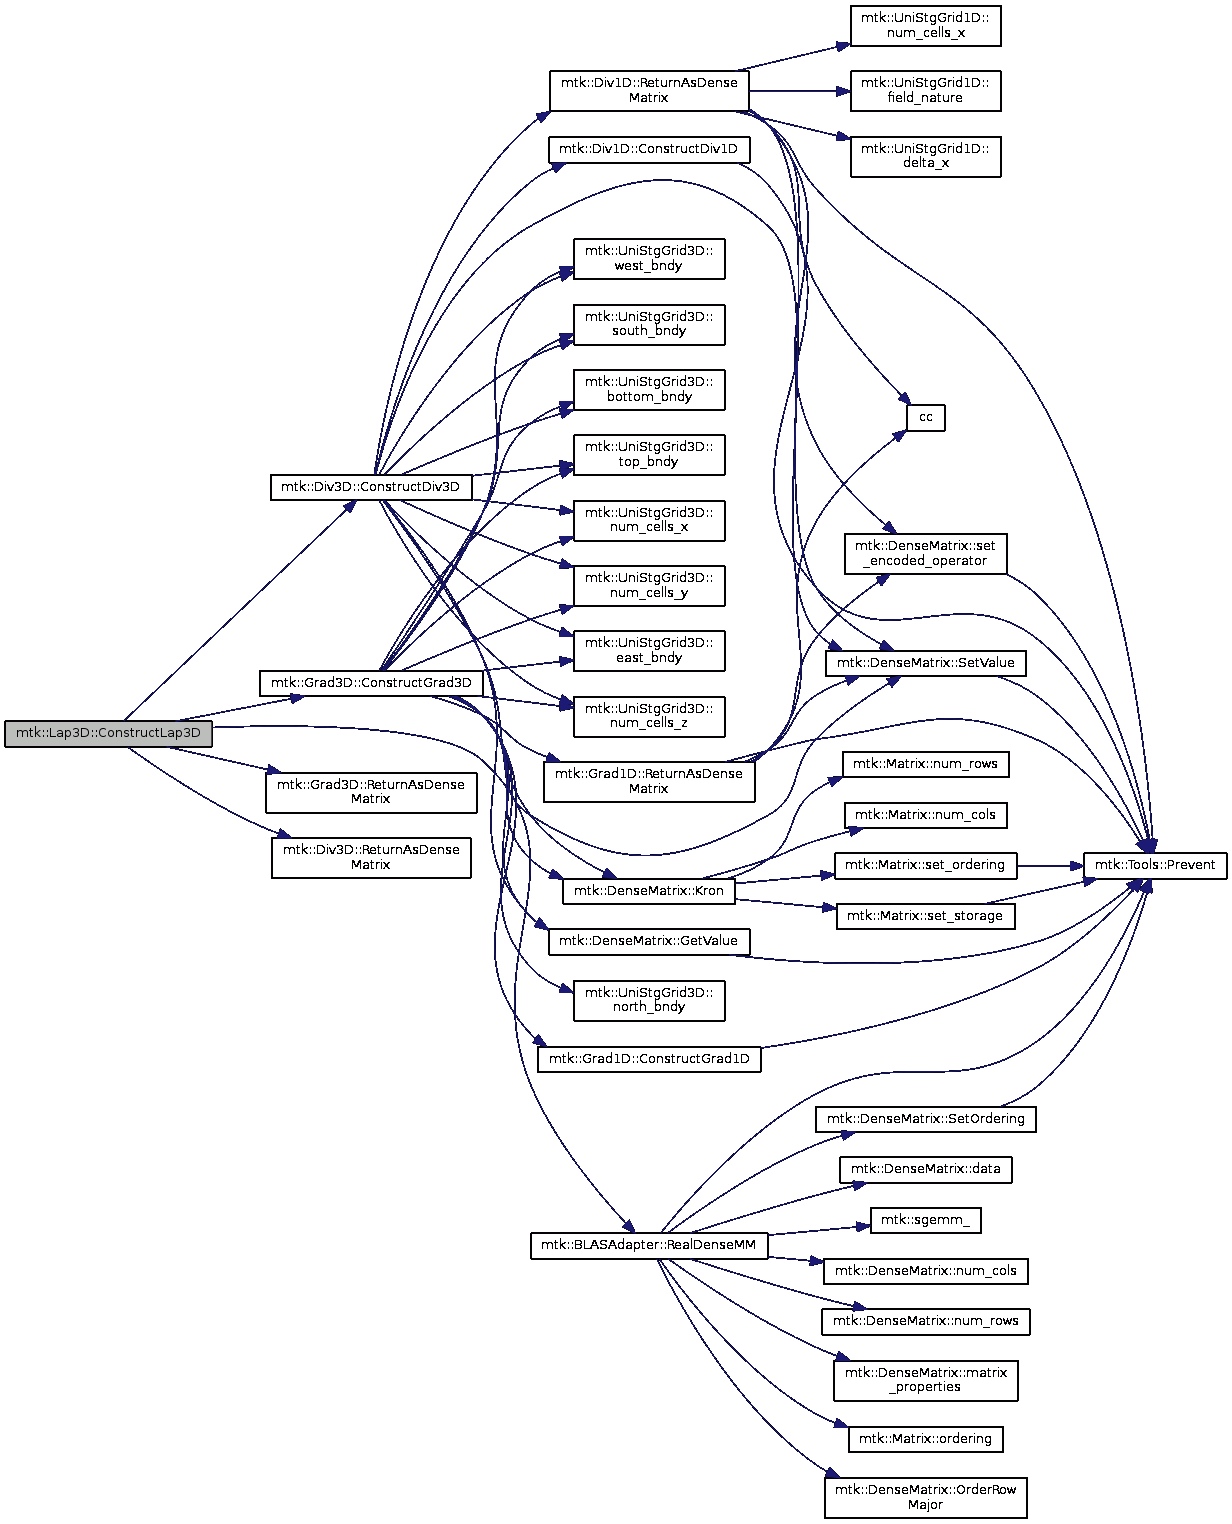 mtk::UniStgGrid1D::
num_cells_x
mtk::Div1D::ReturnAsDense
Matrix
mtk::UniStgGrid1D::
field_nature
mtk::Div1D::ConstructDiv1D
mtk::UniStgGrid1D::
delta_x
mtk::UniStgGrid3D::
west_bndy
mtk::UniStgGrid3D::
south_bndy
mtk::UniStgGrid3D::
bottom_bndy
cc
mtk::UniStgGrid3D::
top_bndy
mtk::Div3D::ConstructDiv3D
mtk::UniStgGrid3D::
num_cells_x
mtk::DenseMatrix::set
_encoded_operator
mtk::UniStgGrid3D::
num_cells_y
mtk::UniStgGrid3D::
east_bndy
mtk::DenseMatrix::SetValue
mtk::Grad3D::ConstructGrad3D
mtk::UniStgGrid3D::
num_cells_z
mtk::Lap3D::ConstructLap3D
mtk::Matrix::num_rows
mtk::Grad1D::ReturnAsDense
Matrix
mtk::Grad3D::ReturnAsDense
Matrix
mtk::Matrix::num_cols
mtk::Div3D::ReturnAsDense
Matrix
mtk::Matrix::set_ordering
mtk::Tools::Prevent
mtk::DenseMatrix::Kron
mtk::Matrix::set_storage
mtk::DenseMatrix::GetValue
mtk::UniStgGrid3D::
north_bndy
mtk::Grad1D::ConstructGrad1D
mtk::DenseMatrix::SetOrdering
mtk::DenseMatrix::data
mtk::sgemm_
mtk::BLASAdapter::RealDenseMM
mtk::DenseMatrix::num_cols
mtk::DenseMatrix::num_rows
mtk::DenseMatrix::matrix
_properties
mtk::Matrix::ordering
mtk::DenseMatrix::OrderRow
Major